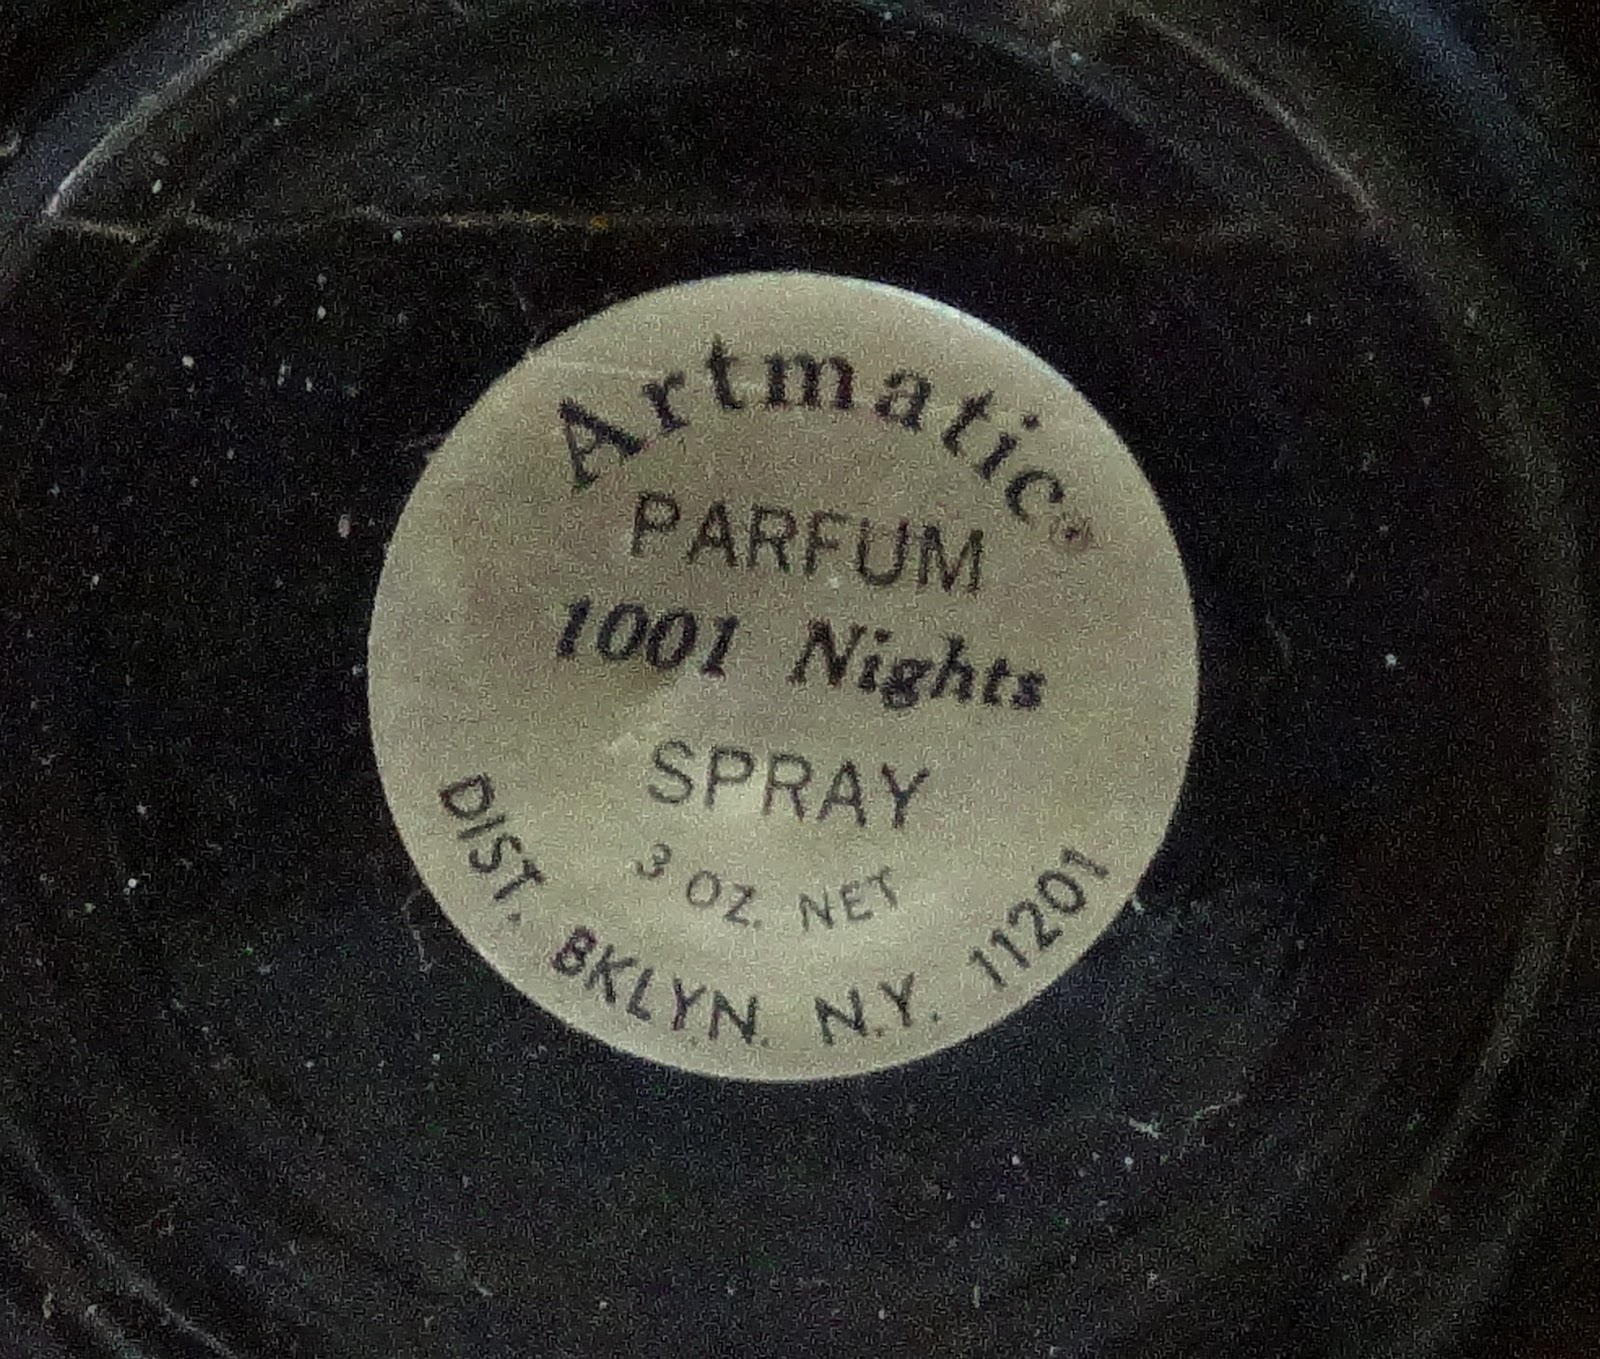 Artmatic®
PARFUM
1001 Nights
SPRAY
3 OZ. NET
DIST. BKLYN. N.Y. 11201